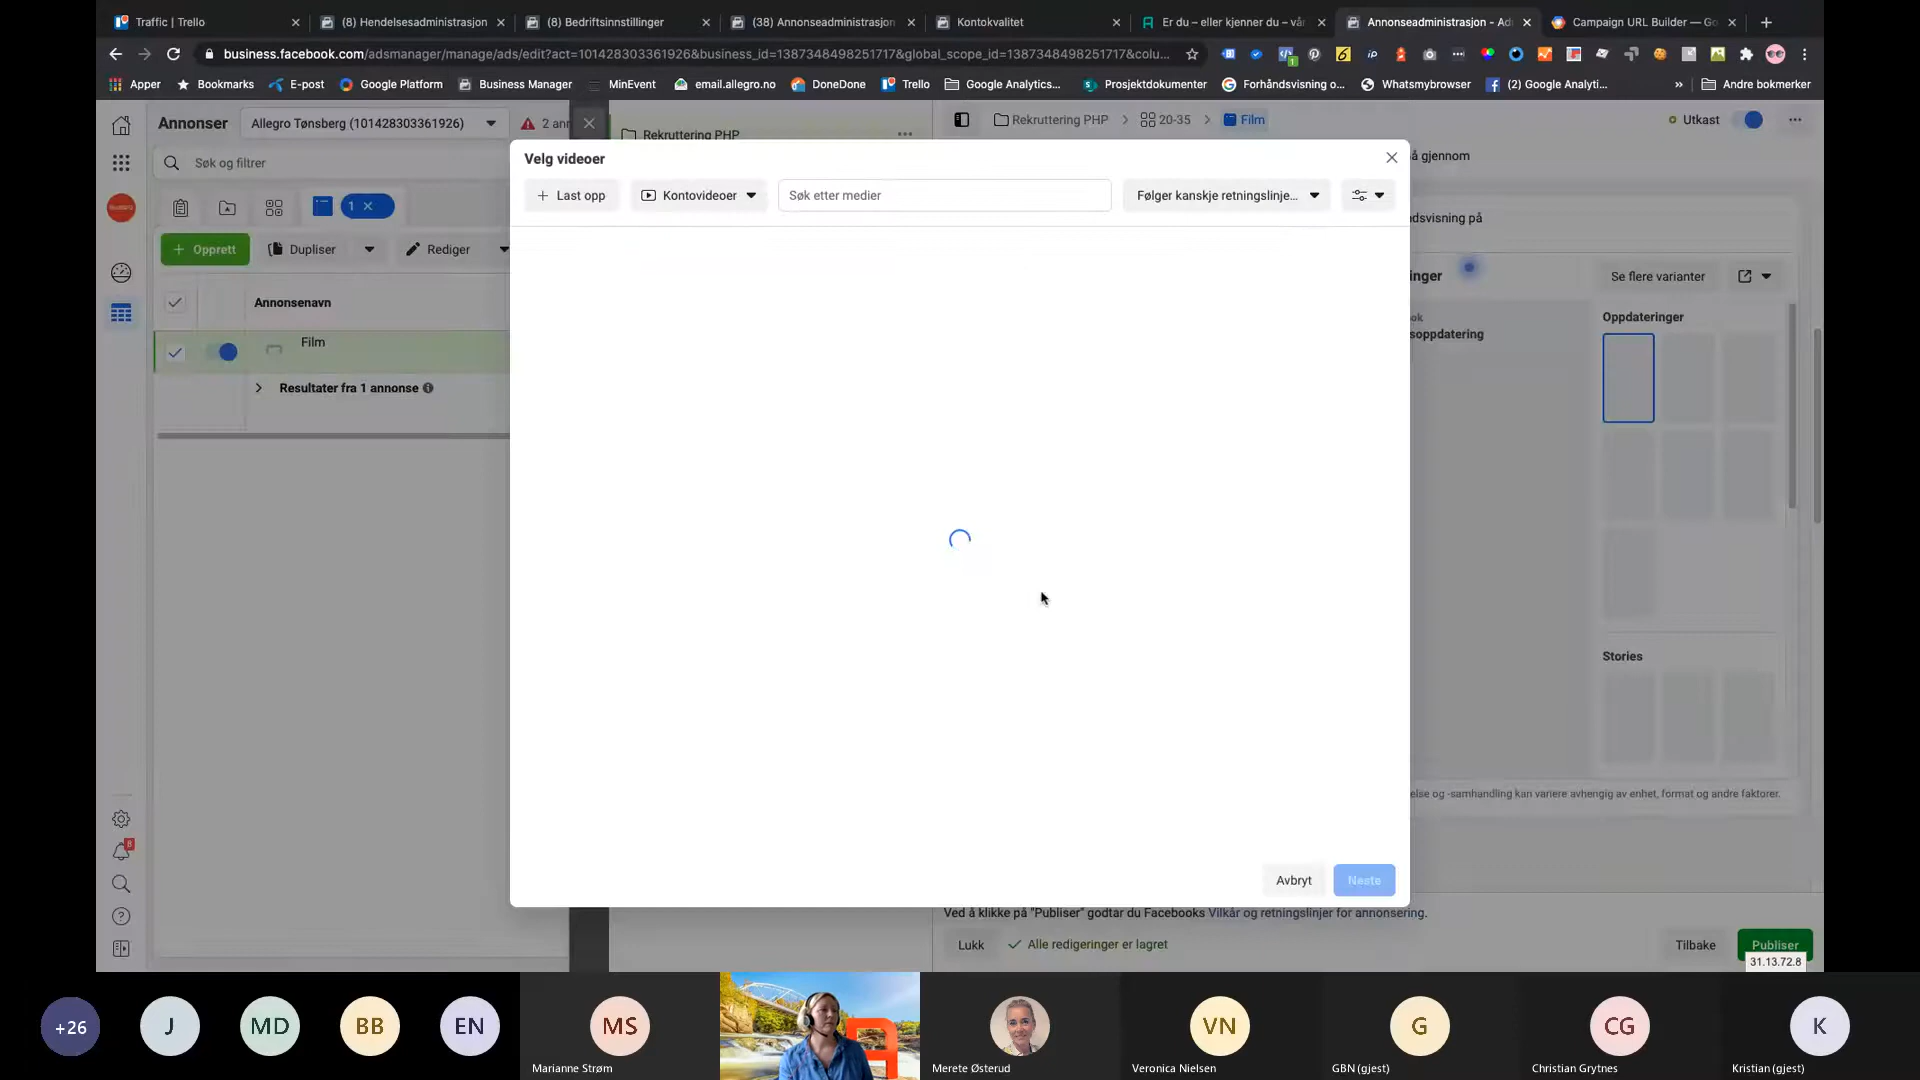 Traffic | Trello
(8) Hendelsesadministrasjon
(8) Bedriftsinnstillinger
(38) Annonseadministrasjon
Kontokvalitet
Er du – eller kjenner du – vår
Annonseadministrasjon - Ad
Campaign URL Builder — Go
business.facebook.com/adsmanager/manage/ads/edit?act=101428303361926&business_id=1387348498251717&global_scope_id=1387348498251717&colu...
Apper
Bookmarks
E-post
Google Platform
Business Manager
MinEvent
email.allegro.no
DoneDone
Trello
Google Analytics...
Prosjektdokumenter
Forhåndsvisning o...
Whatsmybrowser
(2) Google Analyti...
»
Andre bokmerker
Annonser
Allegro Tønsberg (101428303361926)
2 ann
Rekruttering PHP
Rekruttering PHP
20-35
Film
Utkast
Søk og filtrer
å gjennom
1
Opprett
Dupliser
Rediger
Annonsenavn
Film
Resultater fra 1 annonse
Velg videoer
+ Last opp
Kontovideoer
Søk etter medier
Følger kanskje retningslinje...
Avbryt
Neste
dsvisning på
inger
Se flere varianter
ok
soppdatering
Oppdateringer
Stories
else og -samhandling kan variere avhengig av enhet, format og andre faktorer.
8
Ved å klikke på "Publiser" godtar du Facebooks Vilkår og retningslinjer for annonsering.
Lukk
Alle redigeringer er lagret
Tilbake
Publiser
31.13.72.8
+26
J
MD
BB
EN
MS
Marianne Strøm
Merete Østerud
VN
Veronica Nielsen
G
GBN (gjest)
CG
Christian Grytnes
K
Kristian (gjest)